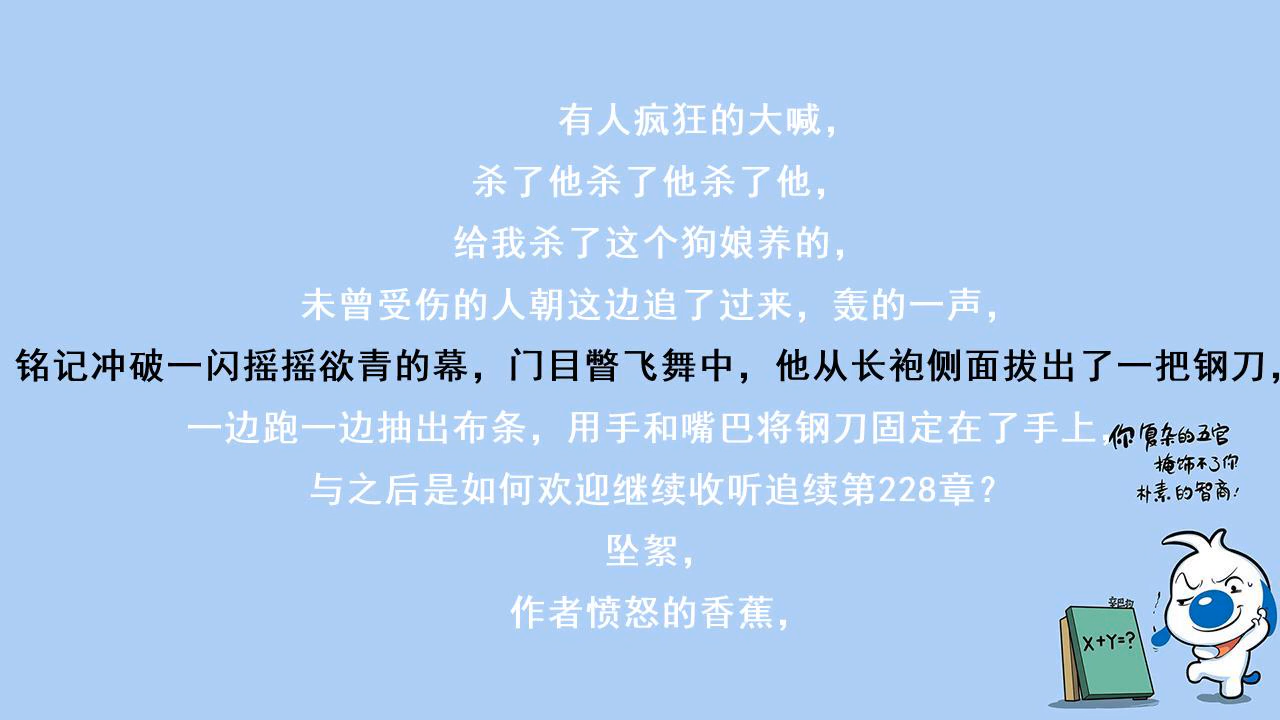 有人疯狂的大喊，
杀了他杀了他杀了他，
给我杀了这个狗娘养的，
未曾受伤的人朝这边追了过来，轰的一声，
铭记冲破一闪摇摇欲青的幕，门目瞥飞舞中，他从长袍侧面拔出了一把钢刀，
一边跑一边抽出布条，用手和嘴巴将钢刀固定在了手上，
与之后是如何欢迎继续收听追续第228章？
坠絮，
作者愤怒的香蕉，
你复杂的五官
掩饰不了你
朴素的智商！
X+Y=?